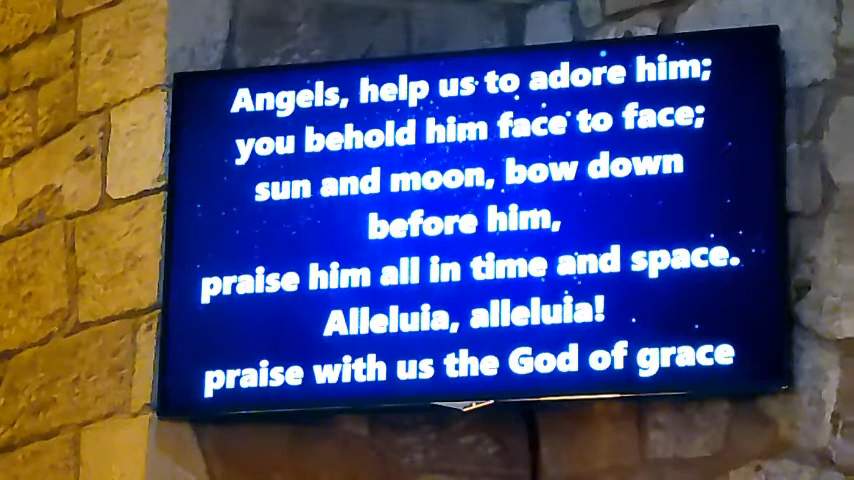 Angels, help us to adore him;
you behold him face to face;
sun and moon, bow down
before him,
praise him all in time and space.
Alleluia, alleluia!
praise with us the God of grace